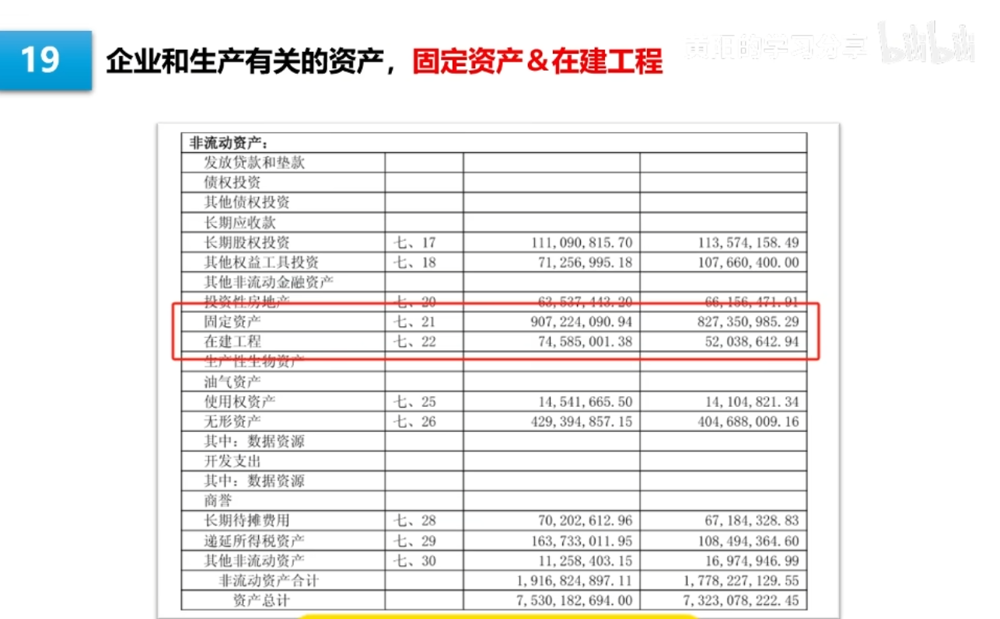 19
企业和生产有关的资产，固定资产&在建工程
黄阳的学习分享 bilibili
非流动资产：
发放贷款和垫款
债权投资
其他债权投资
长期应收款
长期股权投资 七、17 111,090,815.70 113,574,158.49
其他权益工具投资 七、18 71,256,995.18 107,660,400.00
其他非流动金融资产
投资性房地产 七、20 63,537,443.20 66,156,471.91
固定资产 七、21 907,224,090.94 827,350,985.29
在建工程 七、22 74,585,001.38 52,038,642.94
生产性生物资产
油气资产
使用权资产 七、25 14,541,665.50 14,104,821.34
无形资产 七、26 429,394,857.15 404,688,009.16
其中：数据资源
开发支出
其中：数据资源
商誉
长期待摊费用 七、28 70,202,612.96 67,184,328.83
递延所得税资产 七、29 163,733,011.95 108,494,364.60
其他非流动资产 七、30 11,258,403.15 16,974,946.99
非流动资产合计 1,916,824,897.11 1,778,227,129.55
资产总计 7,530,182,694.00 7,323,078,222.45